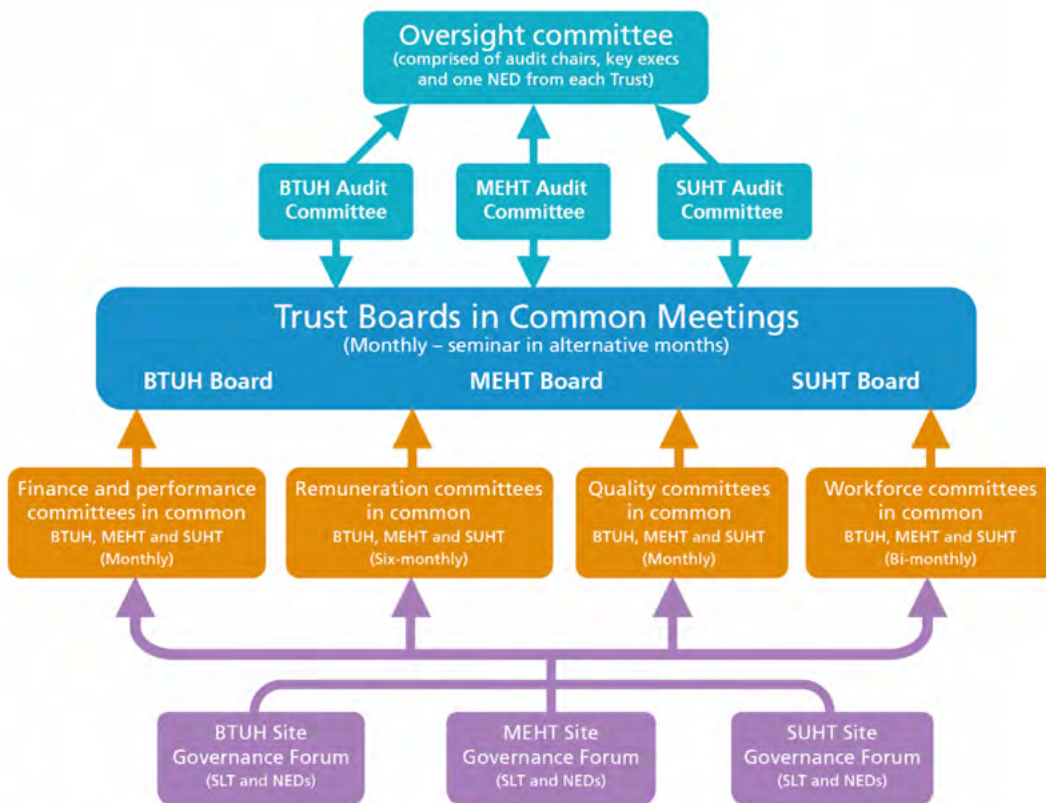 Oversight committee
(comprised of audit chairs, key execs
and one NED from each Trust)
BTUH Audit
Committee
MEHT Audit
Committee
SUHT Audit
Committee
Trust Boards in Common Meetings
(Monthly – seminar in alternative months)
BTUH Board
MEHT Board
SUHT Board
Finance and performance
committees in common
BTUH, MEHT and SUHT
(Monthly)
Remuneration committees
in common
BTUH, MEHT and SUHT
(Six-monthly)
Quality committees
in common
BTUH, MEHT and SUHT
(Monthly)
Workforce committees
in common
BTUH, MEHT and SUHT
(Bi-monthly)
BTUH Site
Governance Forum
(SLT and NEDs)
MEHT Site
Governance Forum
(SLT and NEDs)
SUHT Site
Governance Forum
(SLT and NEDs)